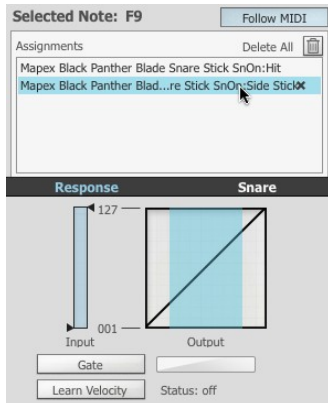 Selected Note: F9
Follow MIDI
Assignments
Delete All
Mapex Black Panther Blade Snare Stick SnOn:Hit
Mapex Black Panther Blad...re Stick SnOn:Side Stick
Response
Snare
127
001
Input
Output
Gate
Learn Velocity
Status: off